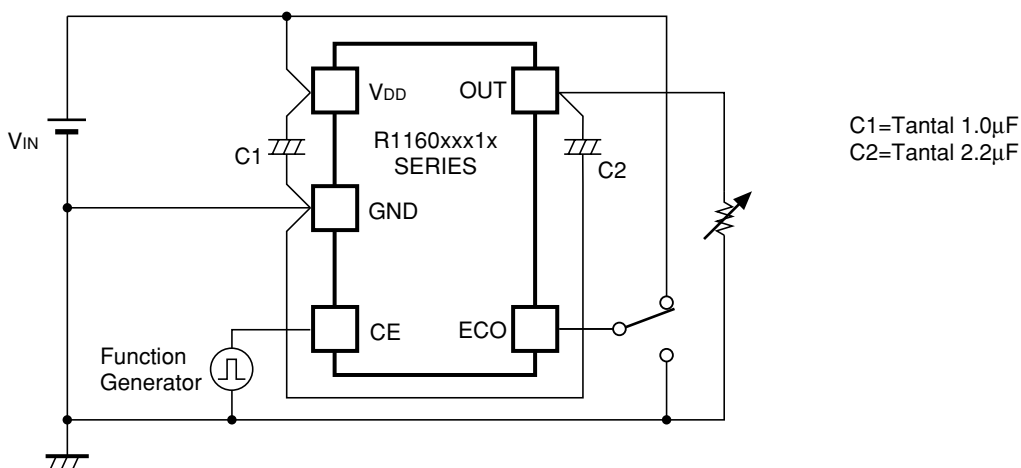 VDD
OUT
VIN
C1
R1160xxx1x
SERIES
C2
C1=Tantal 1.0μF
C2=Tantal 2.2μF
GND
CE
ECO
Function
Generator